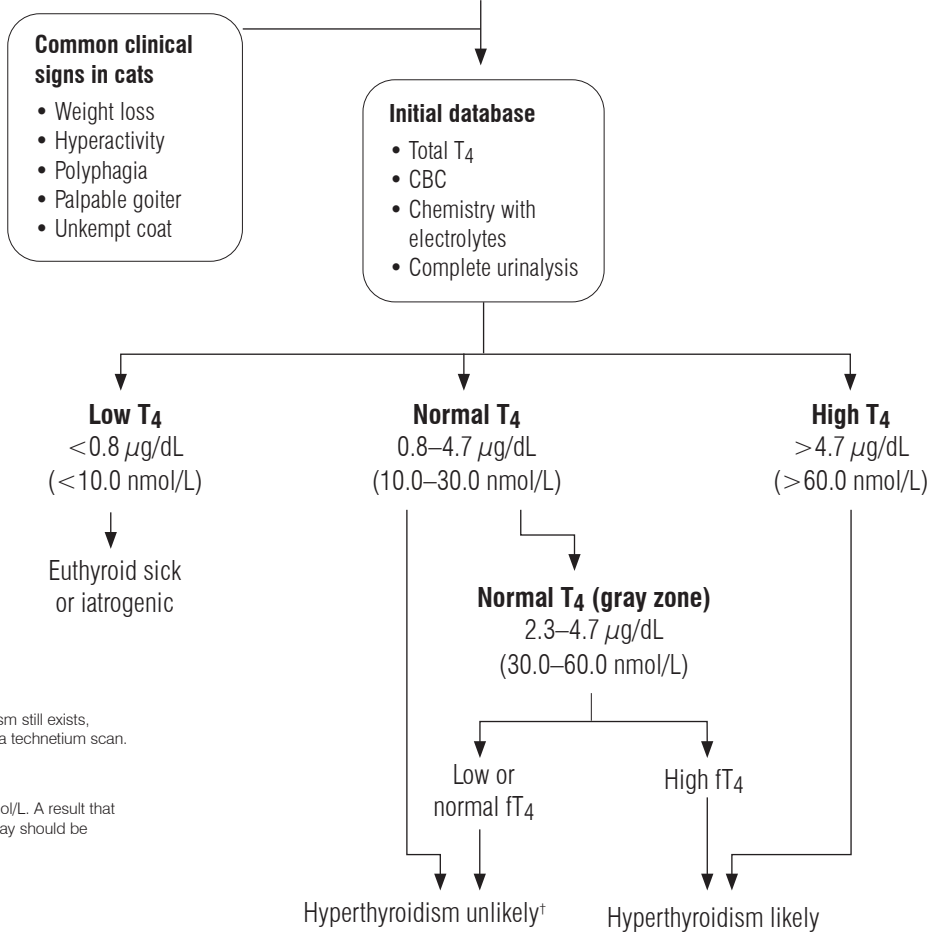 Common clinical
signs in cats
• Weight loss
• Hyperactivity
• Polyphagia
• Palpable goiter
• Unkempt coat
Initial database
• Total T4
• CBC
• Chemistry with
electrolytes
• Complete urinalysis
Low T4
<0.8 µg/dL
(<10.0 nmol/L)
Euthyroid sick
or iatrogenic
Normal T4
0.8–4.7 µg/dL
(10.0–30.0 nmol/L)
High T4
>4.7 µg/dL
(>60.0 nmol/L)
Normal T4 (gray zone)
2.3–4.7 µg/dL
(30.0–60.0 nmol/L)
Low or
normal fT4
High fT4
Hyperthyroidism unlikely†
Hyperthyroidism likely
sm still exists,
a technetium scan.
ol/L. A result that
ay should be